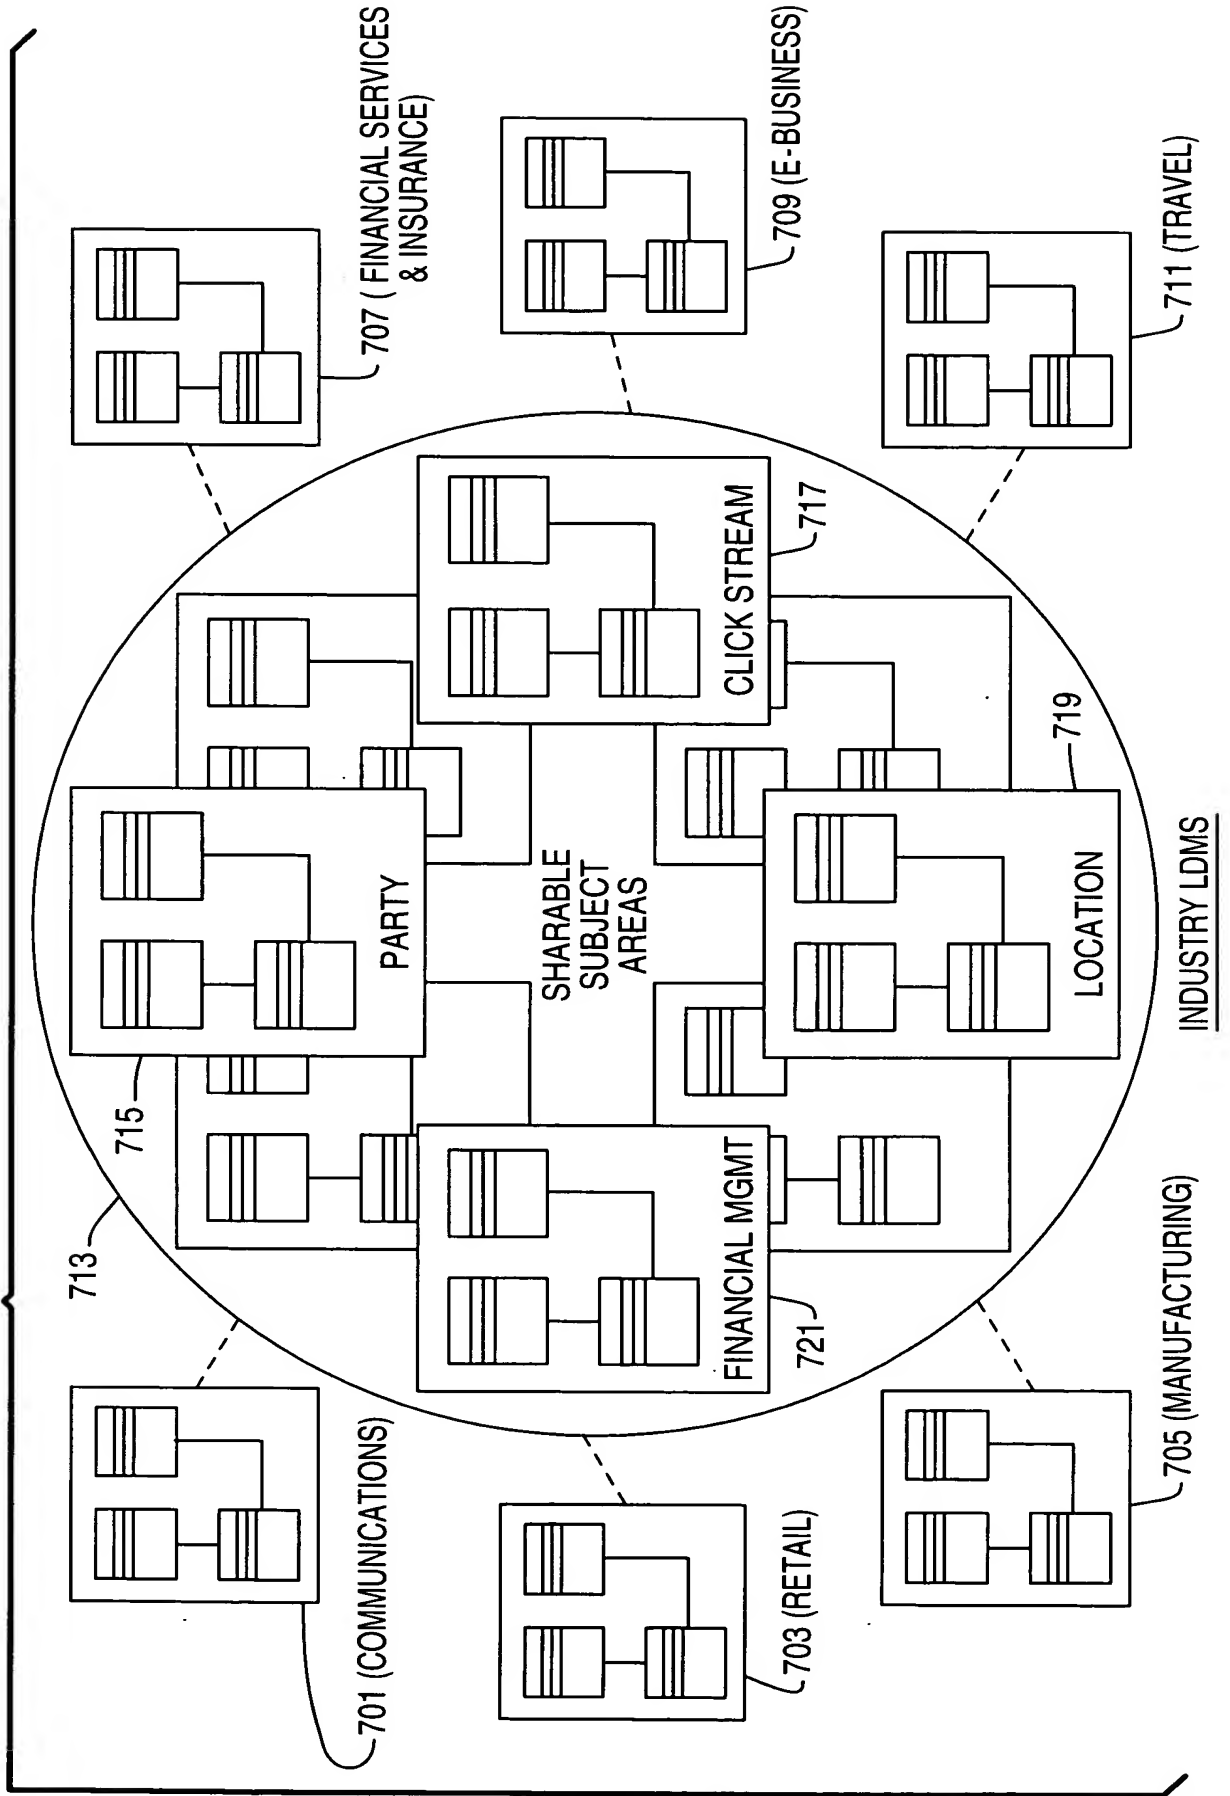 701 (COMMUNICATIONS)
713
715
707 ( FINANCIAL SERVICES
& INSURANCE)
PARTY
703 (RETAIL)
721
FINANCIAL MGMT
SHARABLE
SUBJECT
AREAS
CLICK STREAM
717
709 (E-BUSINESS)
705 (MANUFACTURING)
LOCATION
719
711 (TRAVEL)
INDUSTRY LDMS